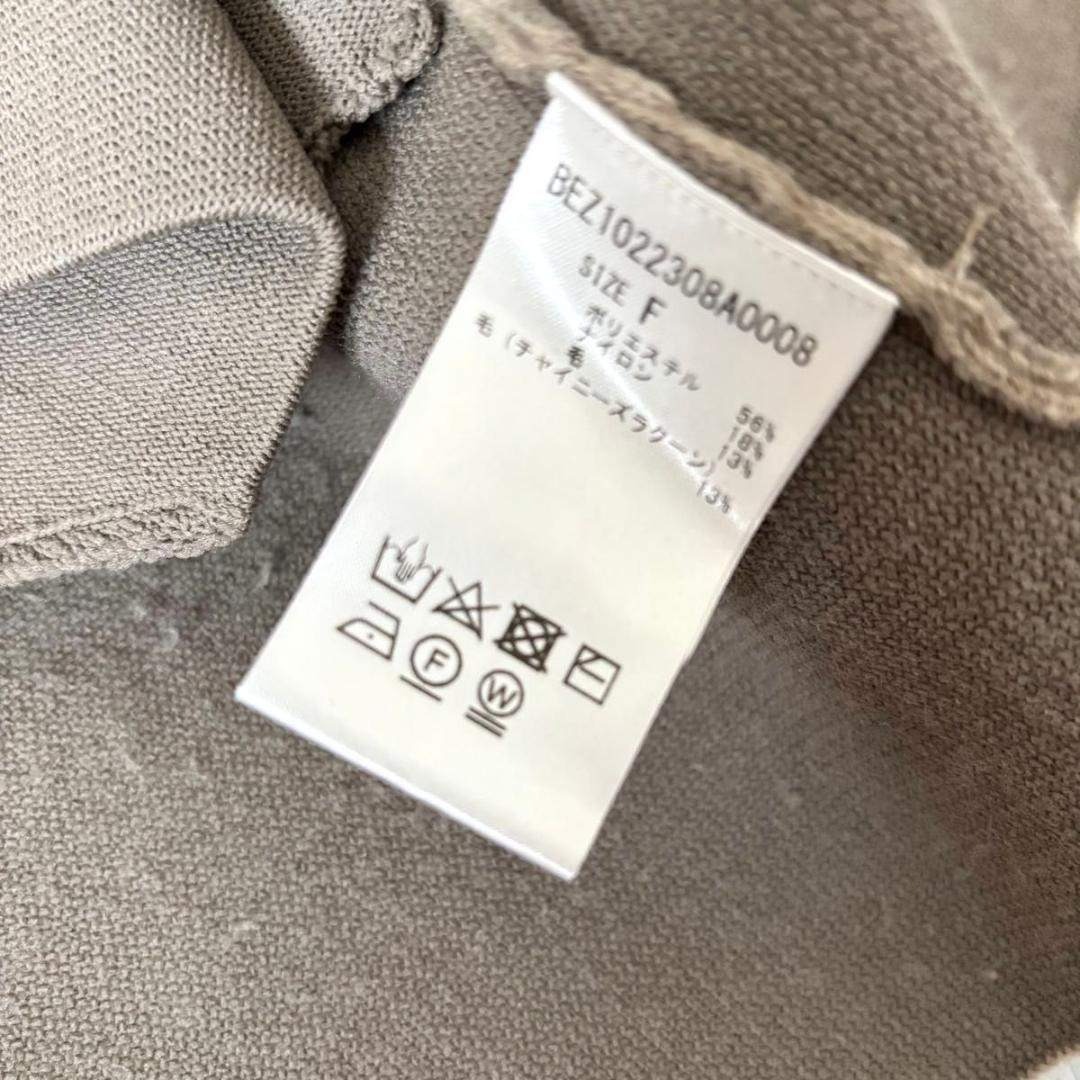 BEZ1022308A0008
SIZE F
ポリエステル 56%
ナイロン 18%
毛 13%
毛(チャイニーズラクーン) 13%
F W